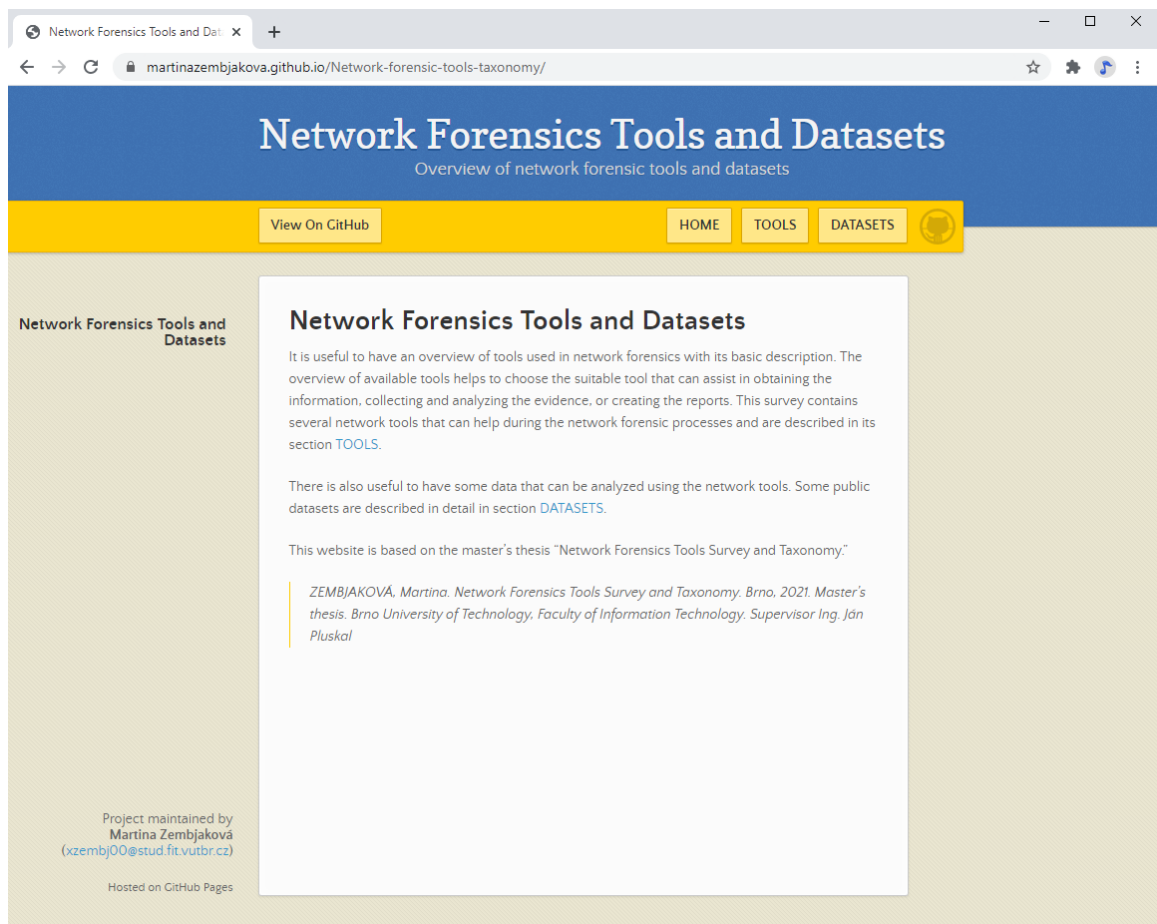 Network Forensics Tools and Dat
martinazembjakova.github.io/Network-forensic-tools-taxonomy/
Network Forensics Tools and Datasets
Overview of network forensic tools and datasets
View On GitHub
HOME
TOOLS
DATASETS
Network Forensics Tools and
Datasets
Network Forensics Tools and Datasets
It is useful to have an overview of tools used in network forensics with its basic description. The
overview of available tools helps to choose the suitable tool that can assist in obtaining the
information, collecting and analyzing the evidence, or creating the reports. This survey contains
several network tools that can help during the network forensic processes and are described in its
section TOOLS.
There is also useful to have some data that can be analyzed using the network tools. Some public
datasets are described in detail in section DATASETS.
This website is based on the master's thesis "Network Forensics Tools Survey and Taxonomy."
ZEMBJAKOVÁ, Martina. Network Forensics Tools Survey and Taxonomy. Brno, 2021. Master's
thesis. Brno University of Technology, Faculty of Information Technology. Supervisor Ing. Ján
Pluskal
Project maintained by
Martina Zembjaková
(xzembj00@stud.fit.vutbr.cz)
Hosted on GitHub Pages